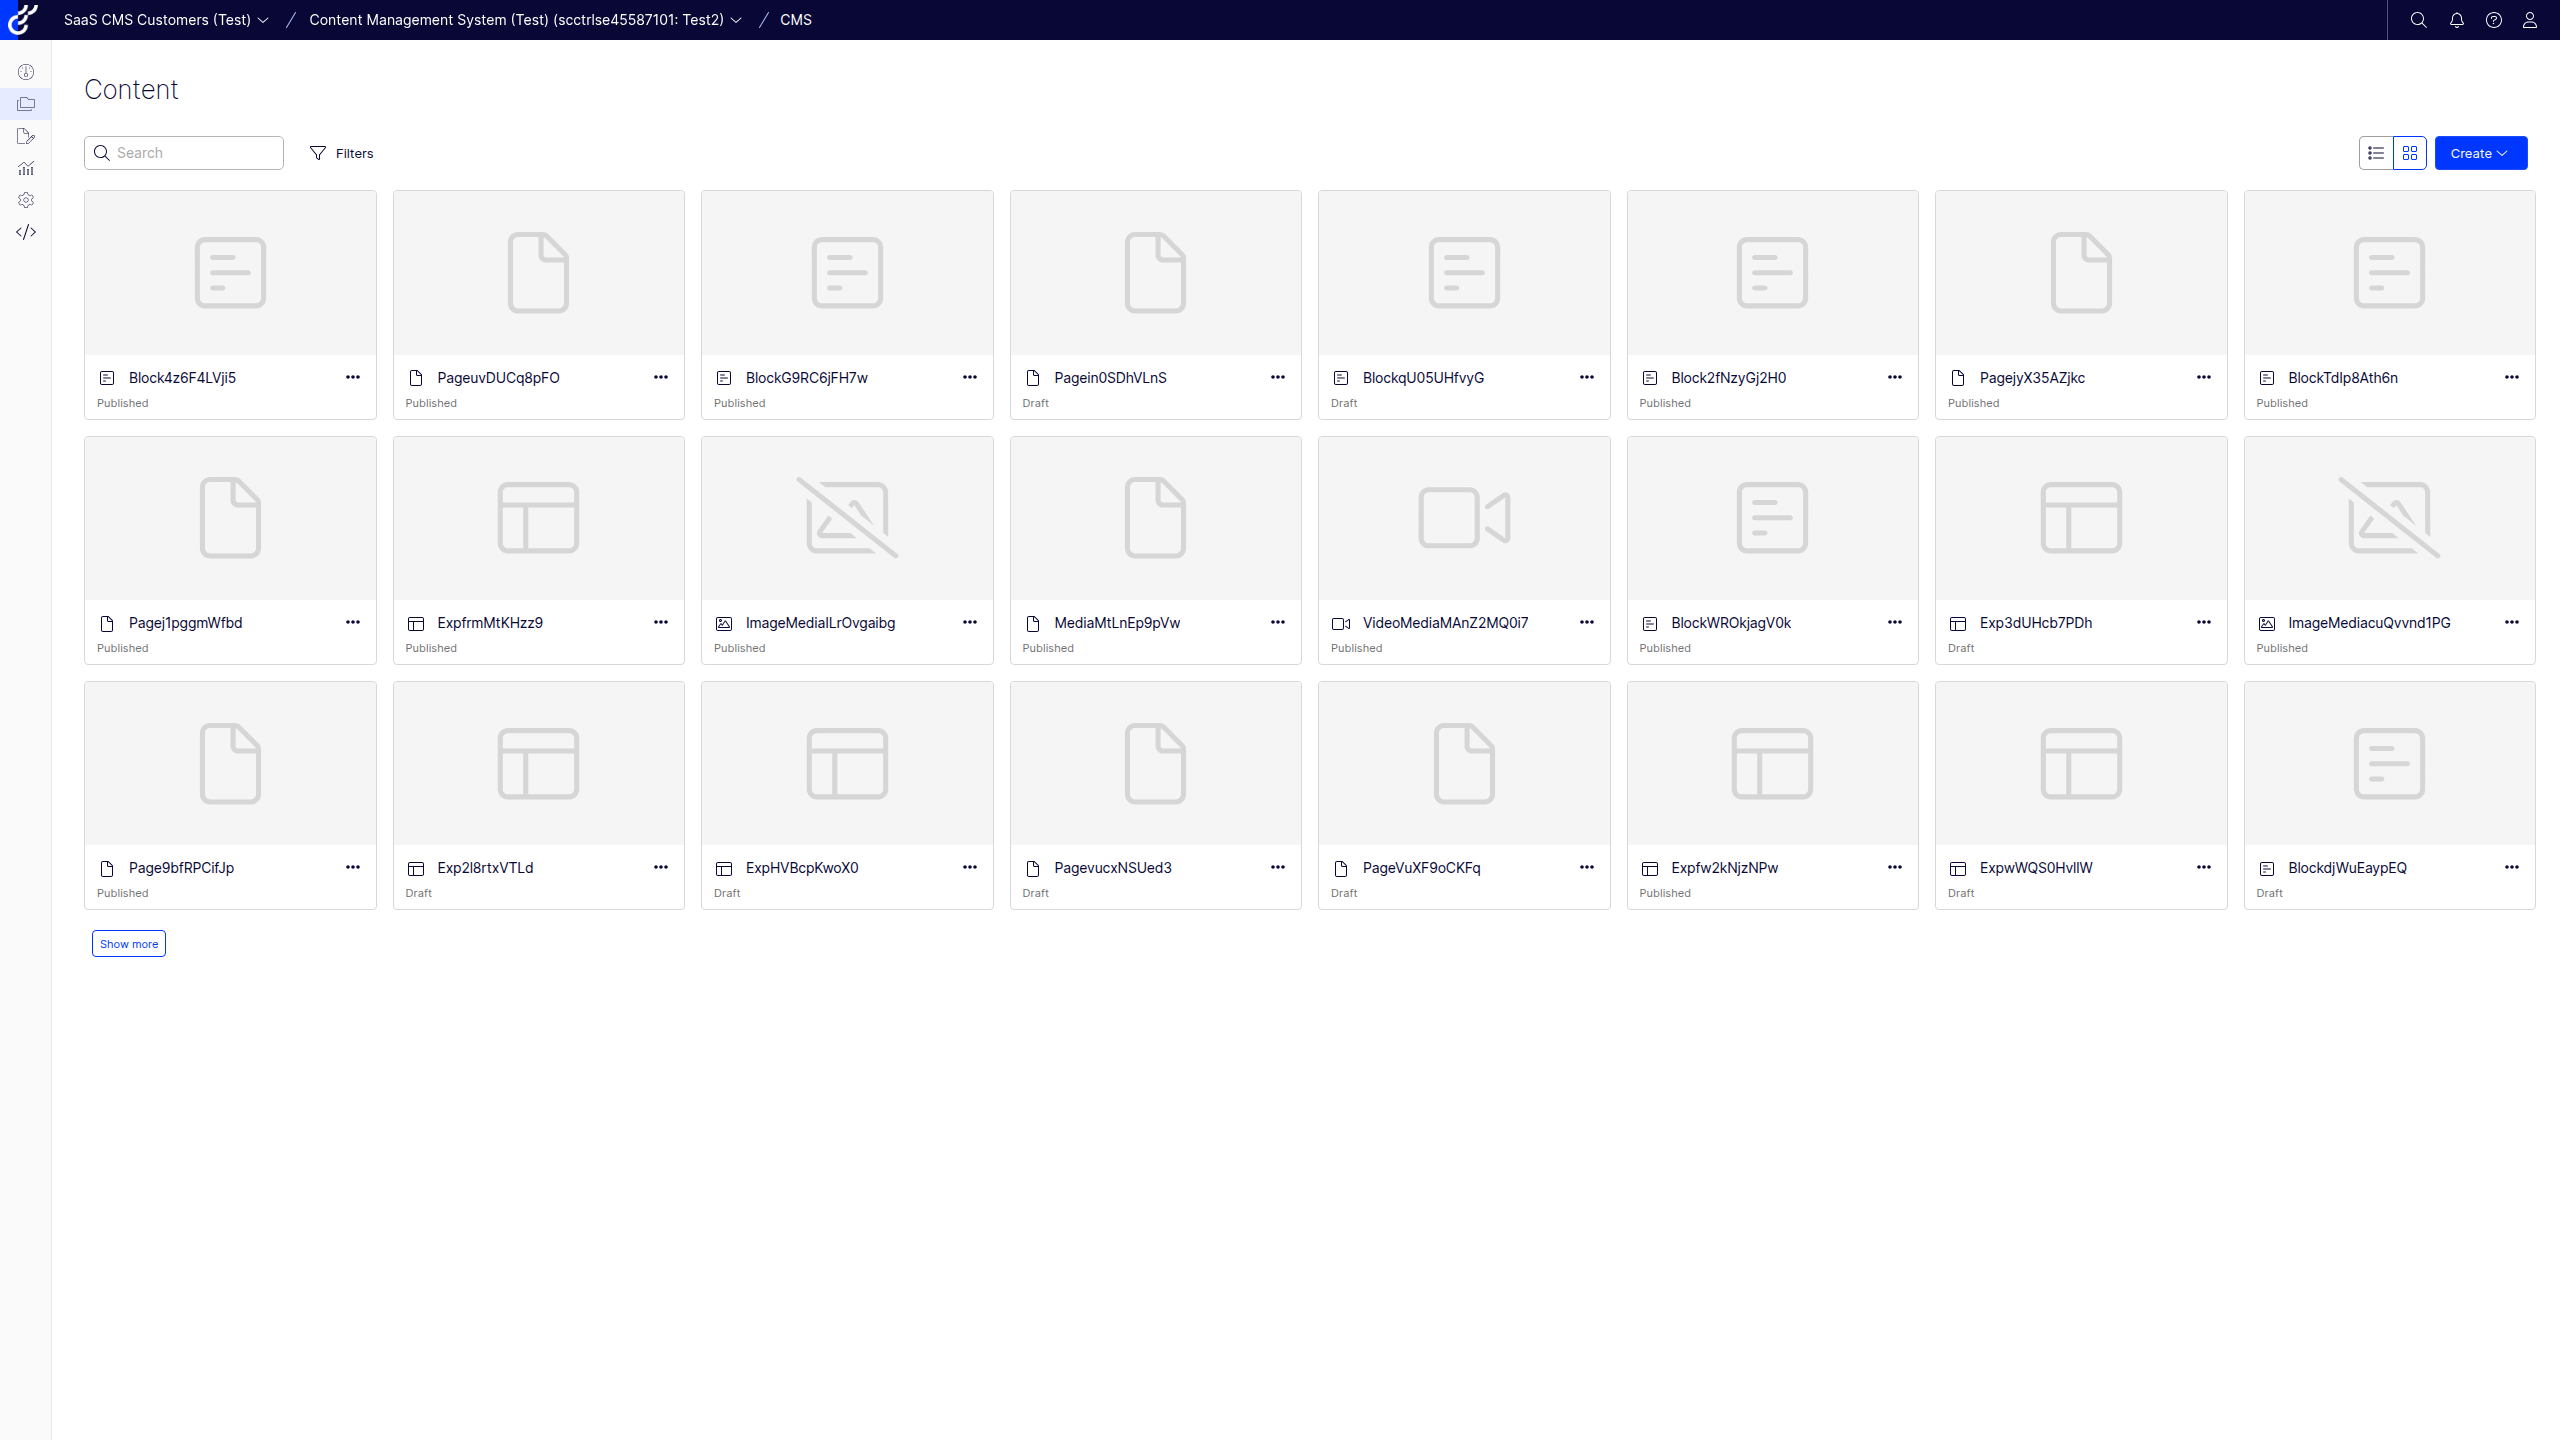 SaaS CMS Customers (Test) / Content Management System (Test) (scctrlse45587101: Test2) / CMS
Content
Search
Filters
Create
Block4z6F4LVji5
Published
PageuvDUCq8pFO
Published
BlockG9RC6jFH7w
Published
Pagein0SDhVLnS
Draft
BlockqU05UHfvyG
Draft
Block2fNzyGj2H0
Published
PagejyX35AZjkc
Published
BlockTdlp8Ath6n
Published
Pagej1pggmWfbd
Published
ExpfrmMtKHzz9
Published
ImageMediaILrOvgaibg
Published
MediaMtLnEp9pVw
Published
VideoMediaMAnZ2MQ0i7
Published
BlockWROkjagV0k
Published
Exp3dUHcb7PDh
Draft
ImageMediacuQvvnd1PG
Published
Page9bfRPCifJp
Published
Exp2l8rtxVTLd
Draft
ExpHVBcpKwoX0
Draft
PagevucxNSUed3
Draft
PageVuXF9oCKFq
Draft
Expfw2kNjzNPw
Published
ExpwWQS0HvllW
Draft
BlockdjWuEaypEQ
Draft
Show more